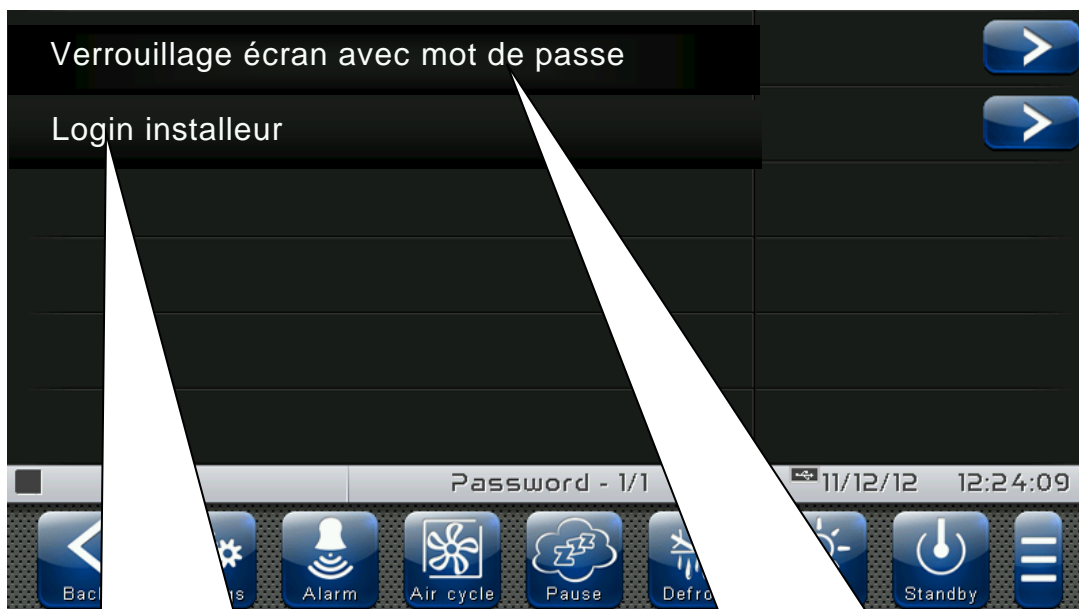 Verrouillage écran avec mot de passe
Login installeur
Password - 1/1 11/12/12 12:24:09
Alarm Air cycle Pause Standby